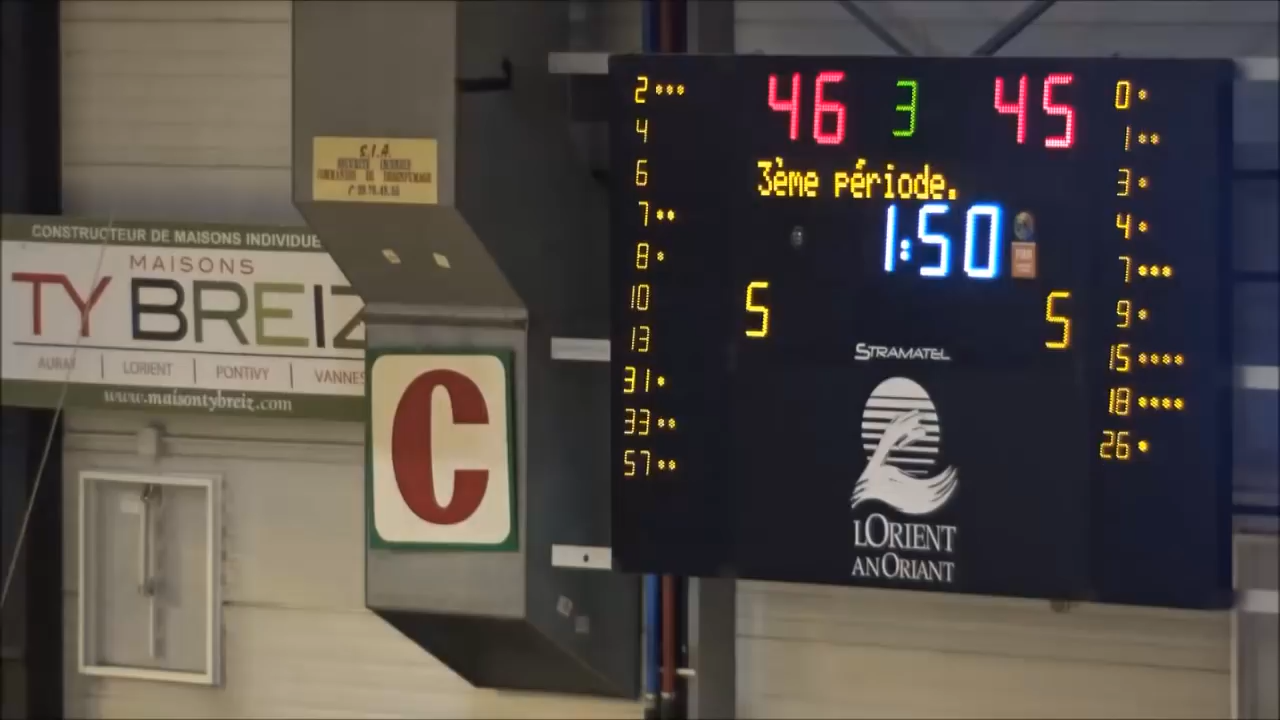 S.I.A.
CONSTRUCTEUR DE MAISONS INDIVIDUE
MAISONS
TY BREIZ
AURAY LORIENT PONTIVY VANNES
www.maisontybreiz.com
C
46 3 45
3ème période.
1:50
5 5
2
4
6
7
8
10
13
31
33
57
0
1
3
4
7
9
15
18
26
STRAMATEL
LORIENT
AN ORIANT